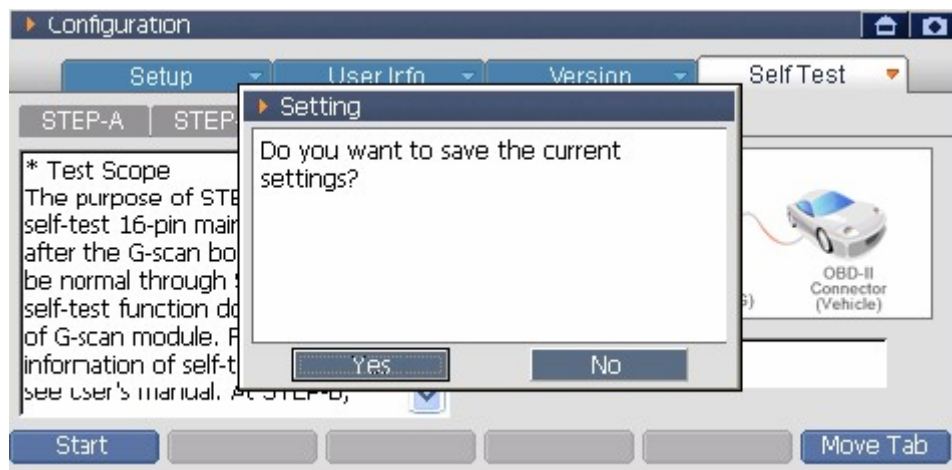 Configuration
Setup
User Info
Version
Self Test
STEP-A
STEP-
Setting
Do you want to save the current
settings?
Yes
No
* Test Scope
The purpose of STE
self-test 16-pin mair
after the G-scan bo
be normal through
self-test function do
of G-scan module. F
information of self-t
see user's manual. At STEP-B,
OBD-II
Connector
(Vehicle)
Start
Move Tab